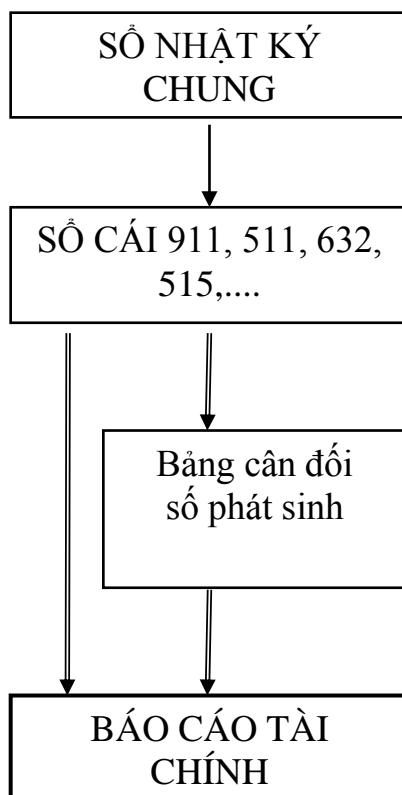 SỔ NHẬT KÝ
CHUNG
SỔ CÁI 911, 511, 632,
515,....
Bảng cân đối
số phát sinh
BÁO CÁO TÀI
CHÍNH